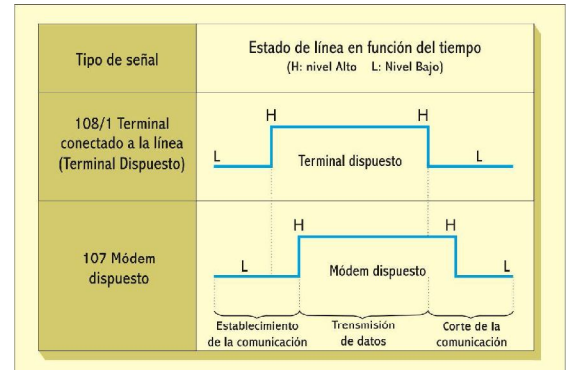 Tipo de señal
Estado de línea en función del tiempo
(H: nivel Alto L: Nivel Bajo)
108/1 Terminal
conectado a la línea
(Terminal Dispuesto)
H
H
L
Terminal dispuesto
L
107 Módem
dispuesto
H
H
L
Módem dispuesto
L
Establecimiento
de la comunicación
Trensmisión
de datos
Corte de la
comunicación